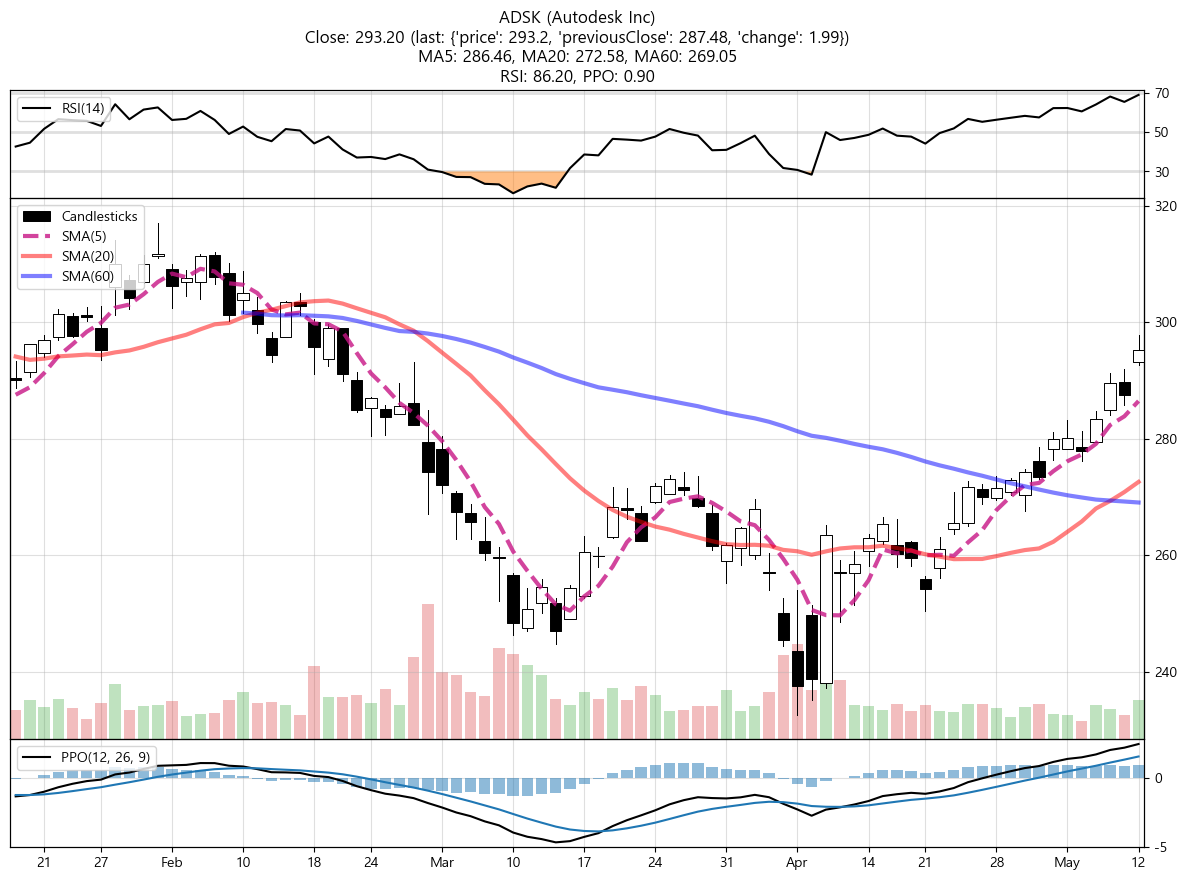 ADSK (Autodesk Inc)
Close: 293.20 (last: {'price': 293.2, 'previousClose': 287.48, 'change': 1.99})
MA5: 286.46, MA20: 272.58, MA60: 269.05
RSI: 86.20, PPO: 0.90
RSI(14)
70
50
30
Candlesticks
SMA(5)
SMA(20)
SMA(60)
320
300
280
260
240
PPO(12, 26, 9)
0
-5
21 27 Feb 10 18 24 Mar 10 17 24 31 Apr 14 21 28 May 12